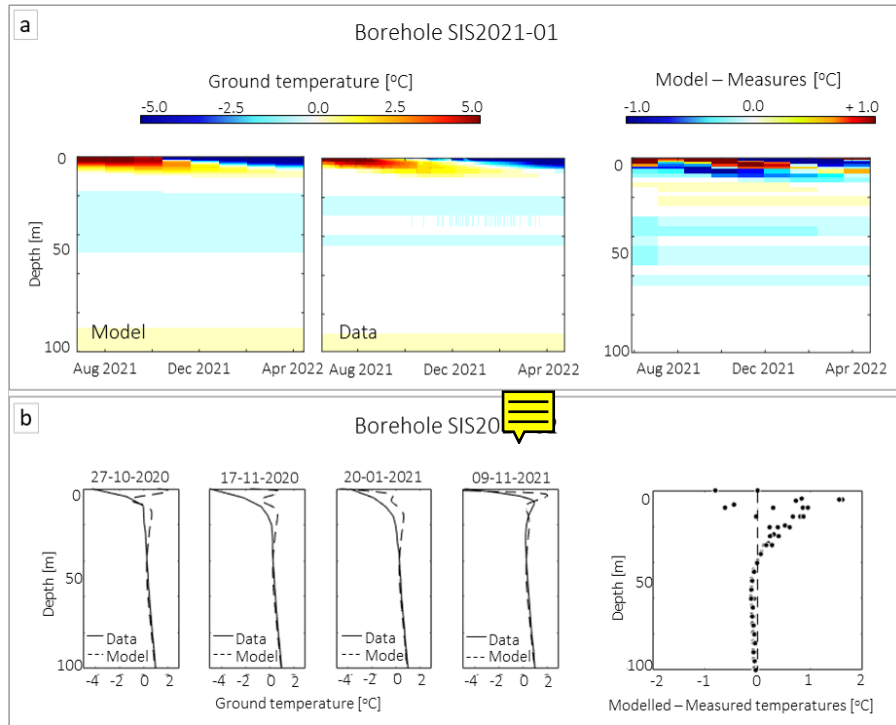 a
Borehole SIS2021-01
Ground temperature [°C]
-5.0 -2.5 0.0 2.5 5.0
Model – Measures [°C]
-1.0 0.0 + 1.0
Depth [m]
0
50
100
Model
Aug 2021 Dec 2021 Apr 2022
Data
Aug 2021 Dec 2021 Apr 2022
0
50
100
Aug 2021 Dec 2021 Apr 2022
b
Borehole SIS20
27-10-2020 17-11-2020 20-01-2021 09-11-2021
Depth [m]
0
50
100
Data
Model
Data
Model
Data
Model
Data
Model
-4 -2 0 2 -4 -2 0 2 -4 -2 0 2 -4 -2 0 2
Ground temperature [°C]
Depth [m]
0
50
100
-2 -1 0 1 2
Modelled – Measured temperatures [°C]